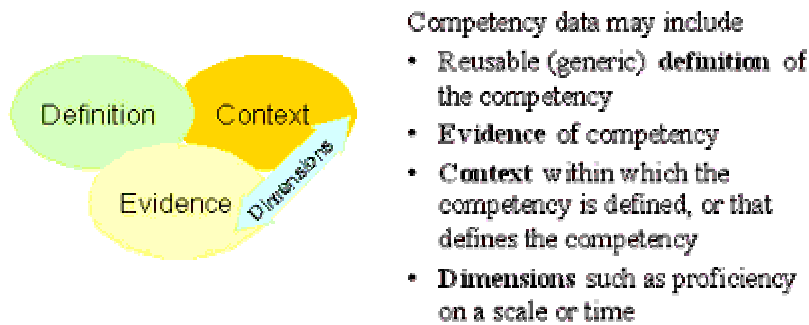 Definition
Context
Evidence
Dimensions
Competency data may include
• Reusable (generic) definition of
the competency
• Evidence of competency
• Context within which the
competency is defined, or that
defines the competency
• Dimensions such as proficiency
on a scale or time